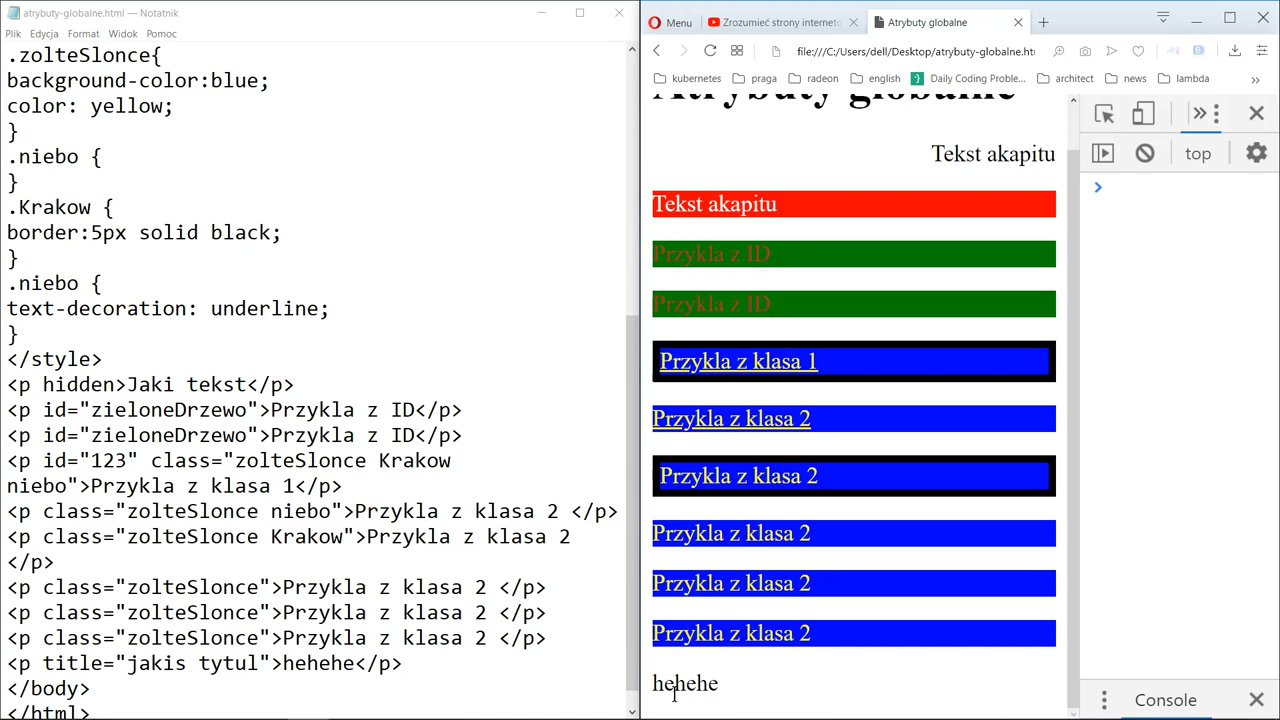 atrybuty-globalne.html — Notatnik
Plik Edycja Format Widok Pomoc
.zolteSlonce{
background-color:blue;
color: yellow;
}
.niebo {
}
.Krakow {
border:5px solid black;
}
.niebo {
text-decoration: underline;
}
</style>
<p hidden>Jaki tekst</p>
<p id="zieloneDrzewo">Przykla z ID</p>
<p id="zieloneDrzewo">Przykla z ID</p>
<p id="123" class="zolteSlonce Krakow
niebo">Przykla z klasa 1</p>
<p class="zolteSlonce niebo">Przykla z klasa 2 </p>
<p class="zolteSlonce Krakow">Przykla z klasa 2
</p>
<p class="zolteSlonce">Przykla z klasa 2 </p>
<p class="zolteSlonce">Przykla z klasa 2 </p>
<p class="zolteSlonce">Przykla z klasa 2 </p>
<p title="jakis tytul">hehehe</p>
</body>
</html>
Menu Zrozumieć strony interneto Atrybuty globalne
file:///C:/Users/dell/Desktop/atrybuty-globalne.ht
kubernetes praga radeon english Daily Coding Proble... architect news lambda
Atrybuty globalne
Tekst akapitu
Tekst akapitu
Przykla z ID
Przykla z ID
Przykla z klasa 1
Przykla z klasa 2
Przykla z klasa 2
Przykla z klasa 2
Przykla z klasa 2
Przykla z klasa 2
hehehe
top
Console